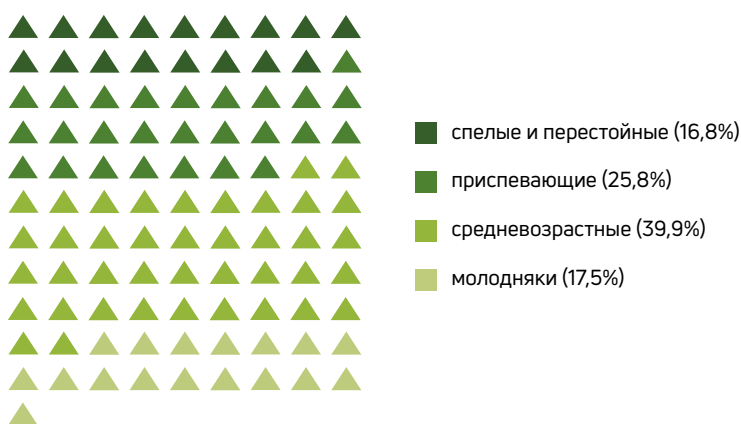 спелые и перестойные (16,8%)
приспевающие (25,8%)
средневозрастные (39,9%)
молодняки (17,5%)